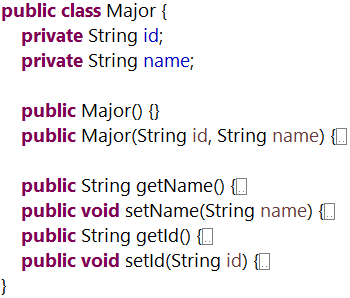 public class Major {
private String id;
private String name;
public Major() {}
public Major(String id, String name) {..
public String getName() {..
public void setName(String name) {..
public String getId() {..
public void setId(String id) {..
}